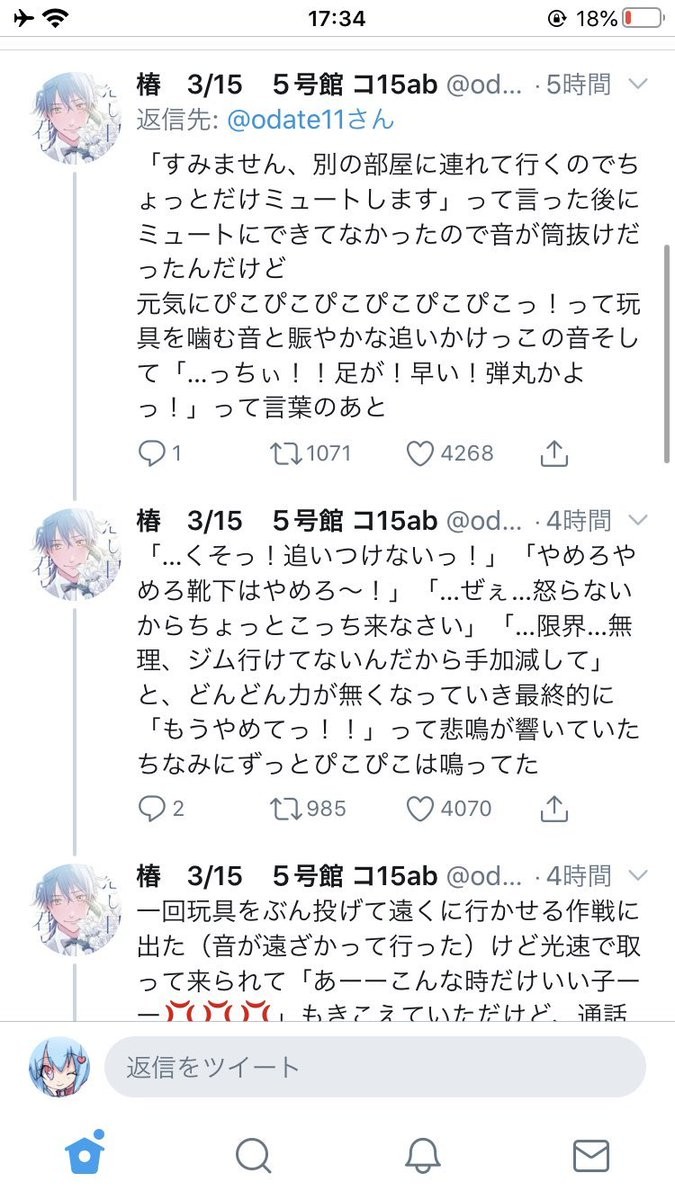 17:34
18%
椿 3/15 5号館 コ15ab @od... ・5時間
返信先: @odate11さん
「すみません、別の部屋に連れて行くのでち
ょっとだけミュートします」って言った後に
ミュートにできてなかったので音が筒抜けだ
ったんだけど
元気にぴこぴこぴこぴこぴこぴこっ！って玩
具を噛む音と賑やかな追いかけっこの音そし
て「…っちぃ！！足が！早い！弾丸かよ
っ！」って言葉のあと
1 1071 4268
椿 3/15 5号館 コ15ab @od... ・4時間
「…くそっ！追いつけないっ！」「やめろや
めろ靴下はやめろ〜！」「…ぜぇ…怒らない
からちょっとこっち来なさい」「…限界…無
理、ジム行けてないんだから手加減して」
と、どんどん力が無くなっていき最終的に
「もうやめてっ！！」って悲鳴が響いていた
ちなみにずっとぴこぴこは鳴ってた
2 985 4070
椿 3/15 5号館 コ15ab @od... ・4時間
一回玩具をぶん投げて遠くに行かせる作戦に
出た（音が遠ざかって行った）けど光速で取
って来られて「あーーこんな時だけいい子ー
ー💢💢💢」もきこえていただけど、通話
返信をツイート